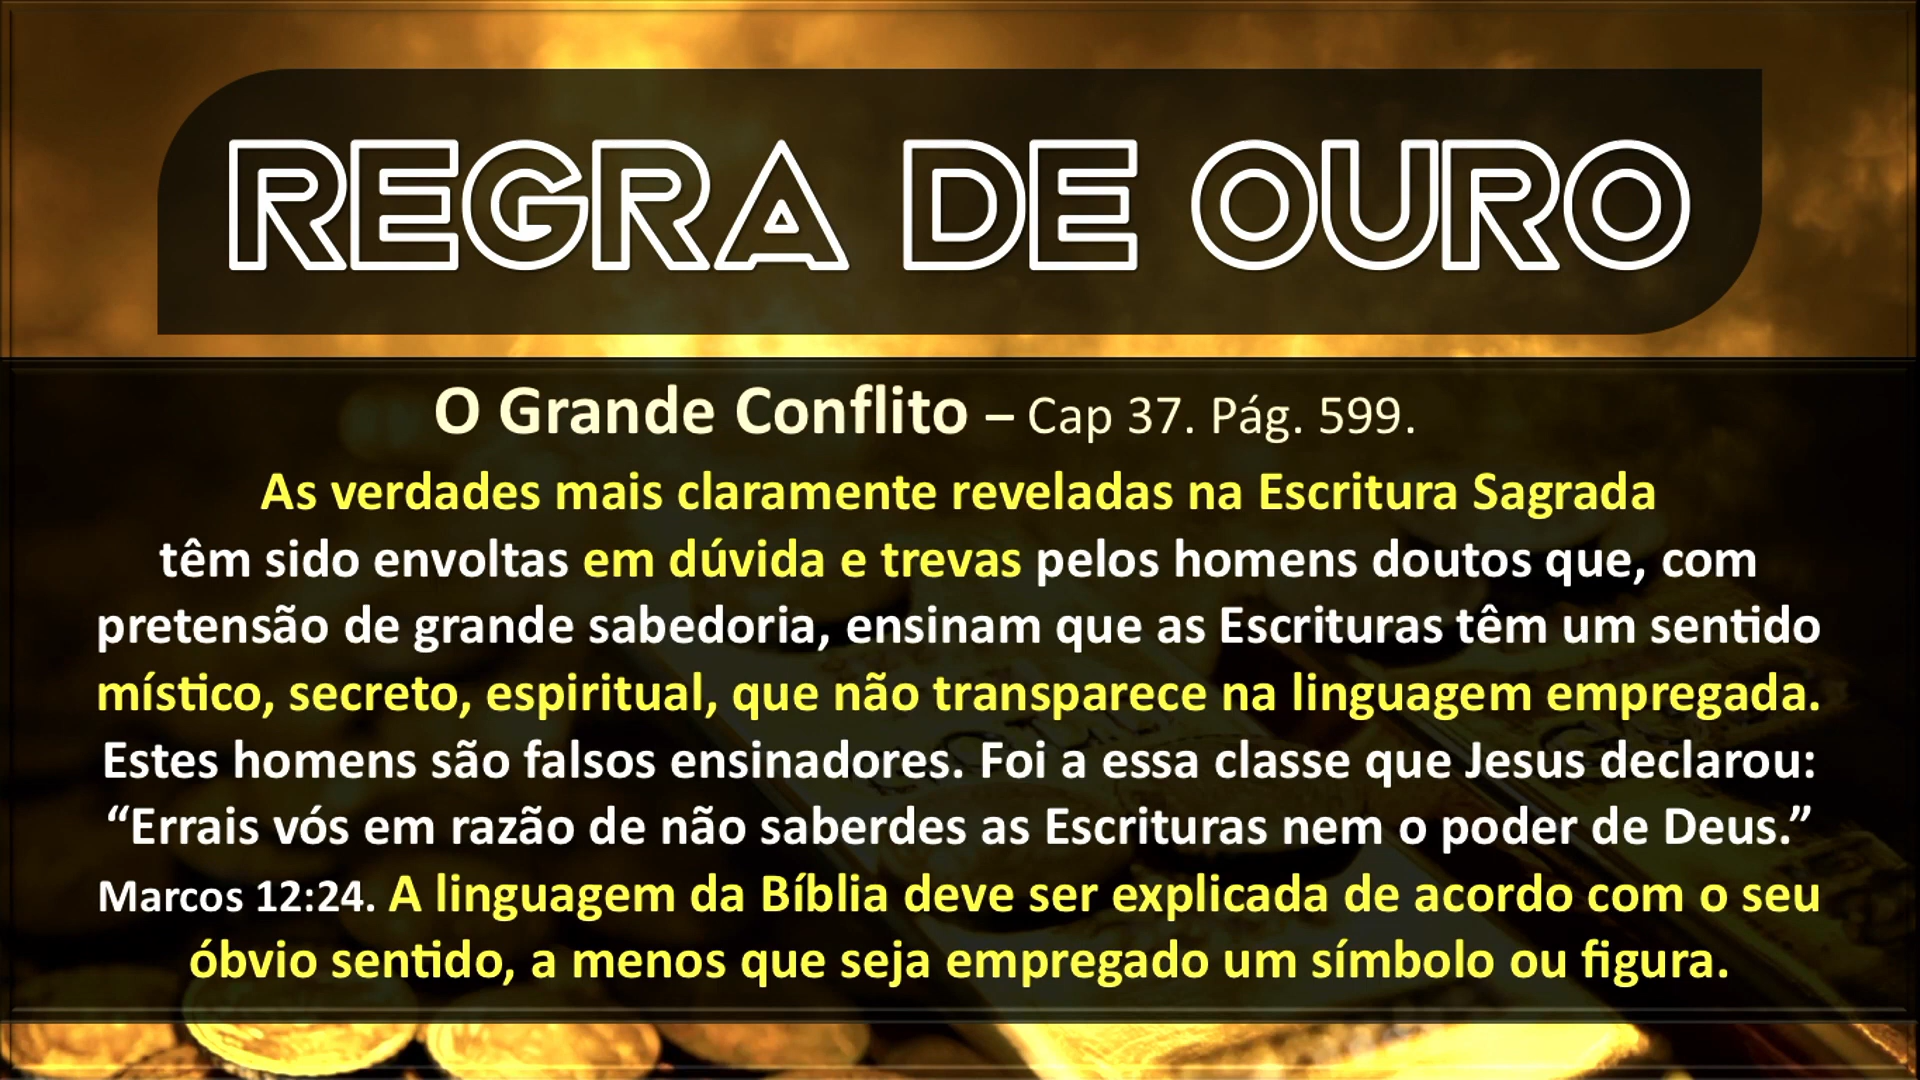 REGRA DE OURO
O Grande Conflito – Cap 37. Pág. 599.
As verdades mais claramente reveladas na Escritura Sagrada
têm sido envoltas em dúvida e trevas pelos homens doutos que, com
pretensão de grande sabedoria, ensinam que as Escrituras têm um sentido
místico, secreto, espiritual, que não transparece na linguagem empregada.
Estes homens são falsos ensinadores. Foi a essa classe que Jesus declarou:
“Errais vós em razão de não saberdes as Escrituras nem o poder de Deus.”
Marcos 12:24. A linguagem da Bíblia deve ser explicada de acordo com o seu
óbvio sentido, a menos que seja empregado um símbolo ou figura.